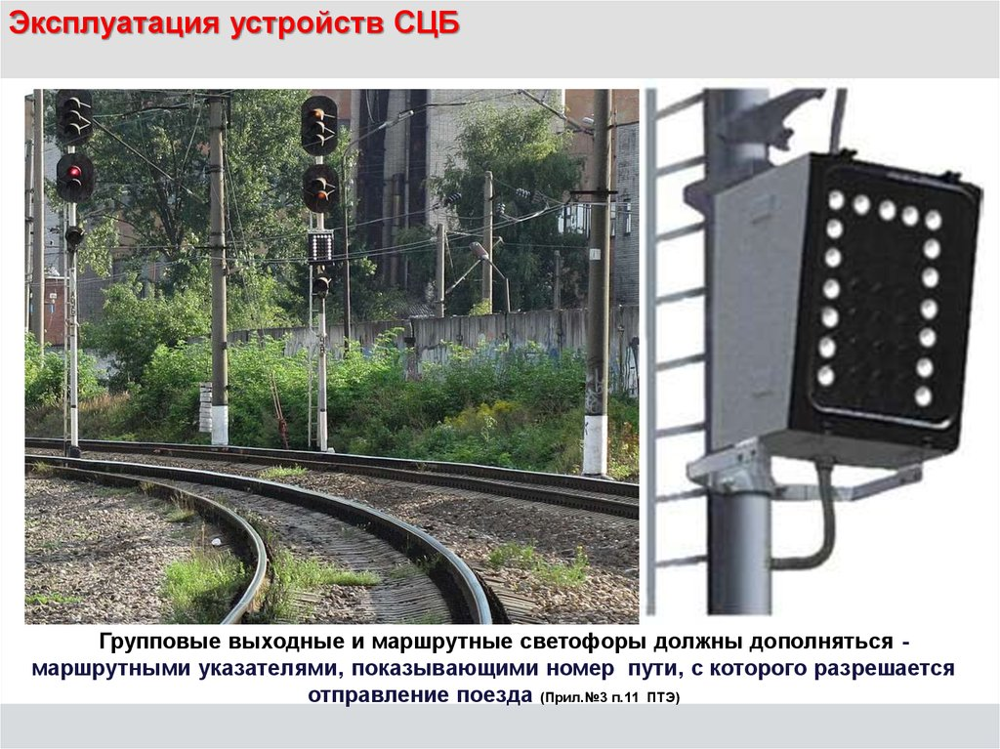 Эксплуатация устройств СЦБ
Групповые выходные и маршрутные светофоры должны дополняться -
маршрутными указателями, показывающими номер пути, с которого разрешается
отправление поезда (Прил.№3 п.11 ПТЭ)